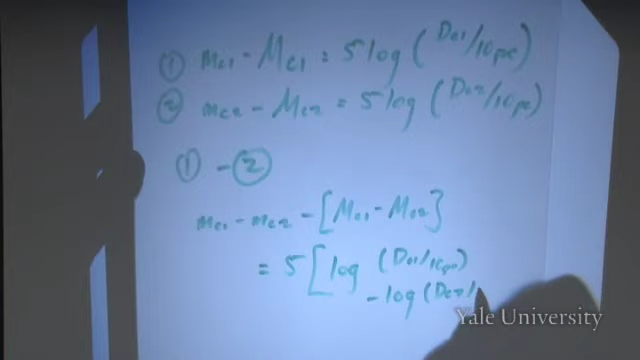 ① mc1 - Mc1 = 5 log (Dc1/10pc)
② mc2 - Mc2 = 5 log (Dc2/10pc)
① - ②
mc1 - mc2 - [Mc1 - Mc2]
= 5 [log (Dc1/10pc)
- log (Dc2/
Yale University